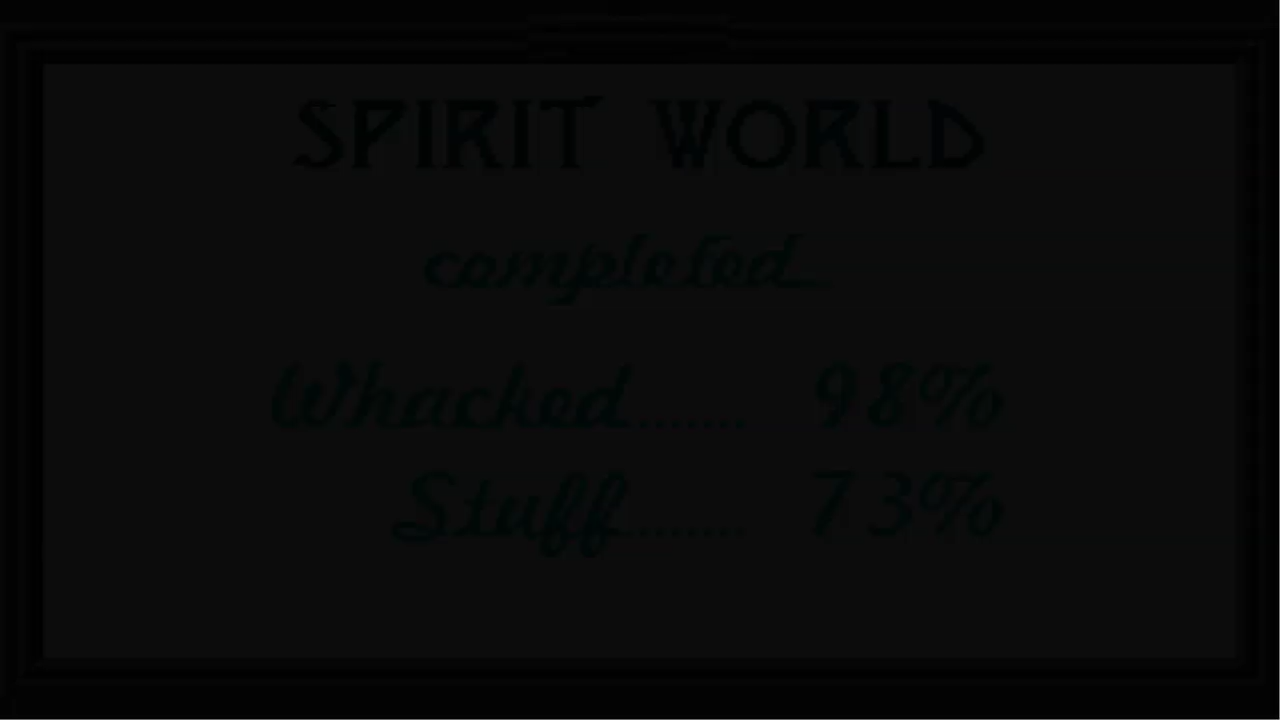 SPIRIT WORLD
completed
Whacked....... 98%
Stuff....... 73%